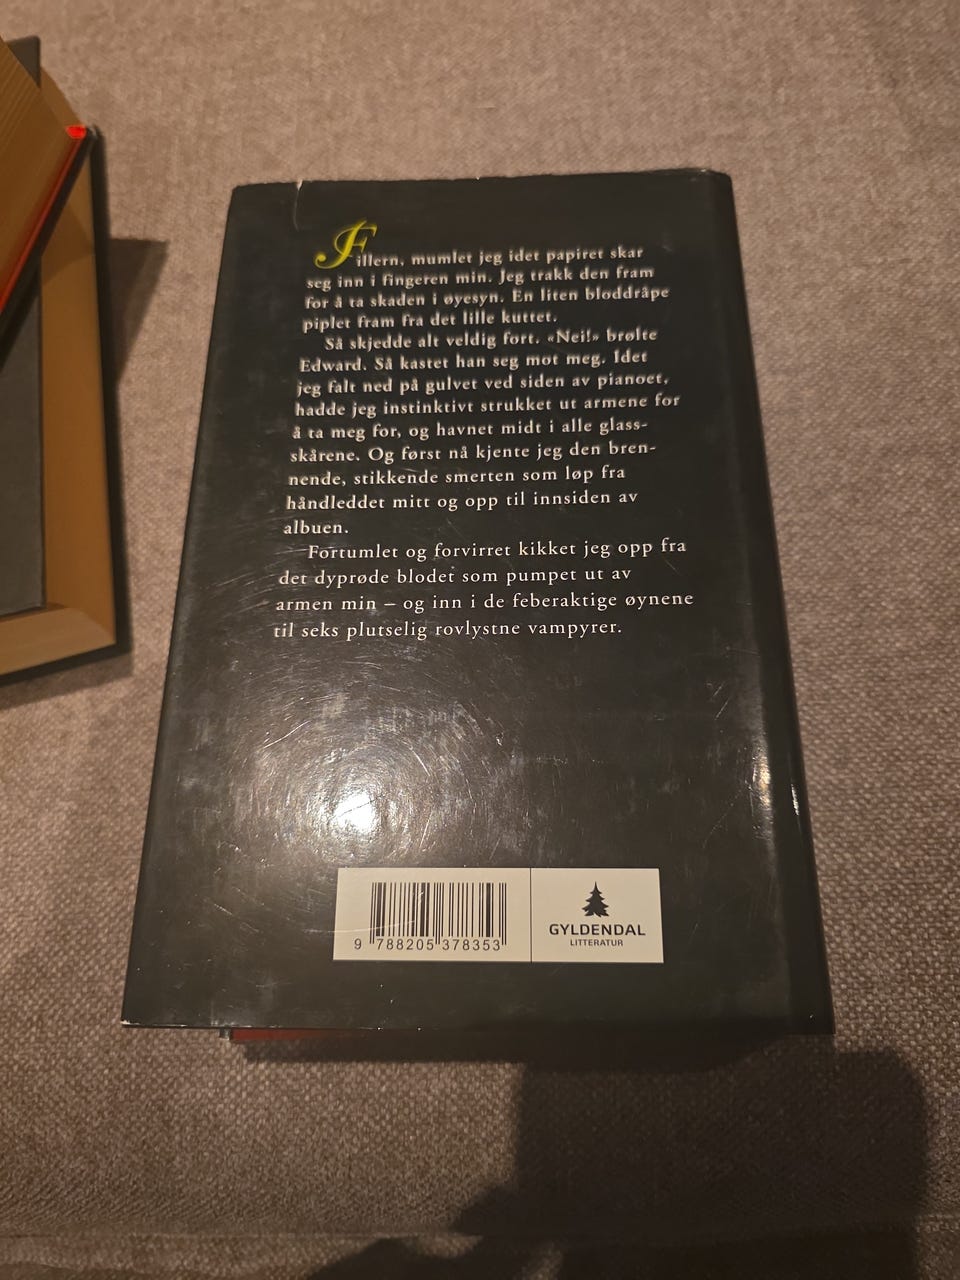 Fillern, mumlet jeg idet papiret skar
seg inn i fingeren min. Jeg trakk den fram
for å ta skaden i øyesyn. En liten bloddråpe
piplet fram fra det lille kuttet.
Så skjedde alt veldig fort. «Nei!» brølte
Edward. Så kastet han seg mot meg. Idet
jeg falt ned på gulvet ved siden av pianoet,
hadde jeg instinktivt strukket ut armene for
å ta meg for, og havnet midt i alle glass-
skårene. Og først nå kjente jeg den bren-
nende, stikkende smerten som løp fra
håndleddet mitt og opp til innsiden av
albuen.
Fortumlet og forvirret kikket jeg opp fra
det dyprøde blodet som pumpet ut av
armen min – og inn i de feberaktige øynene
til seks plutselig rovlystne vampyrer.
9 788205 378353
GYLDENDAL
LITTERATUR